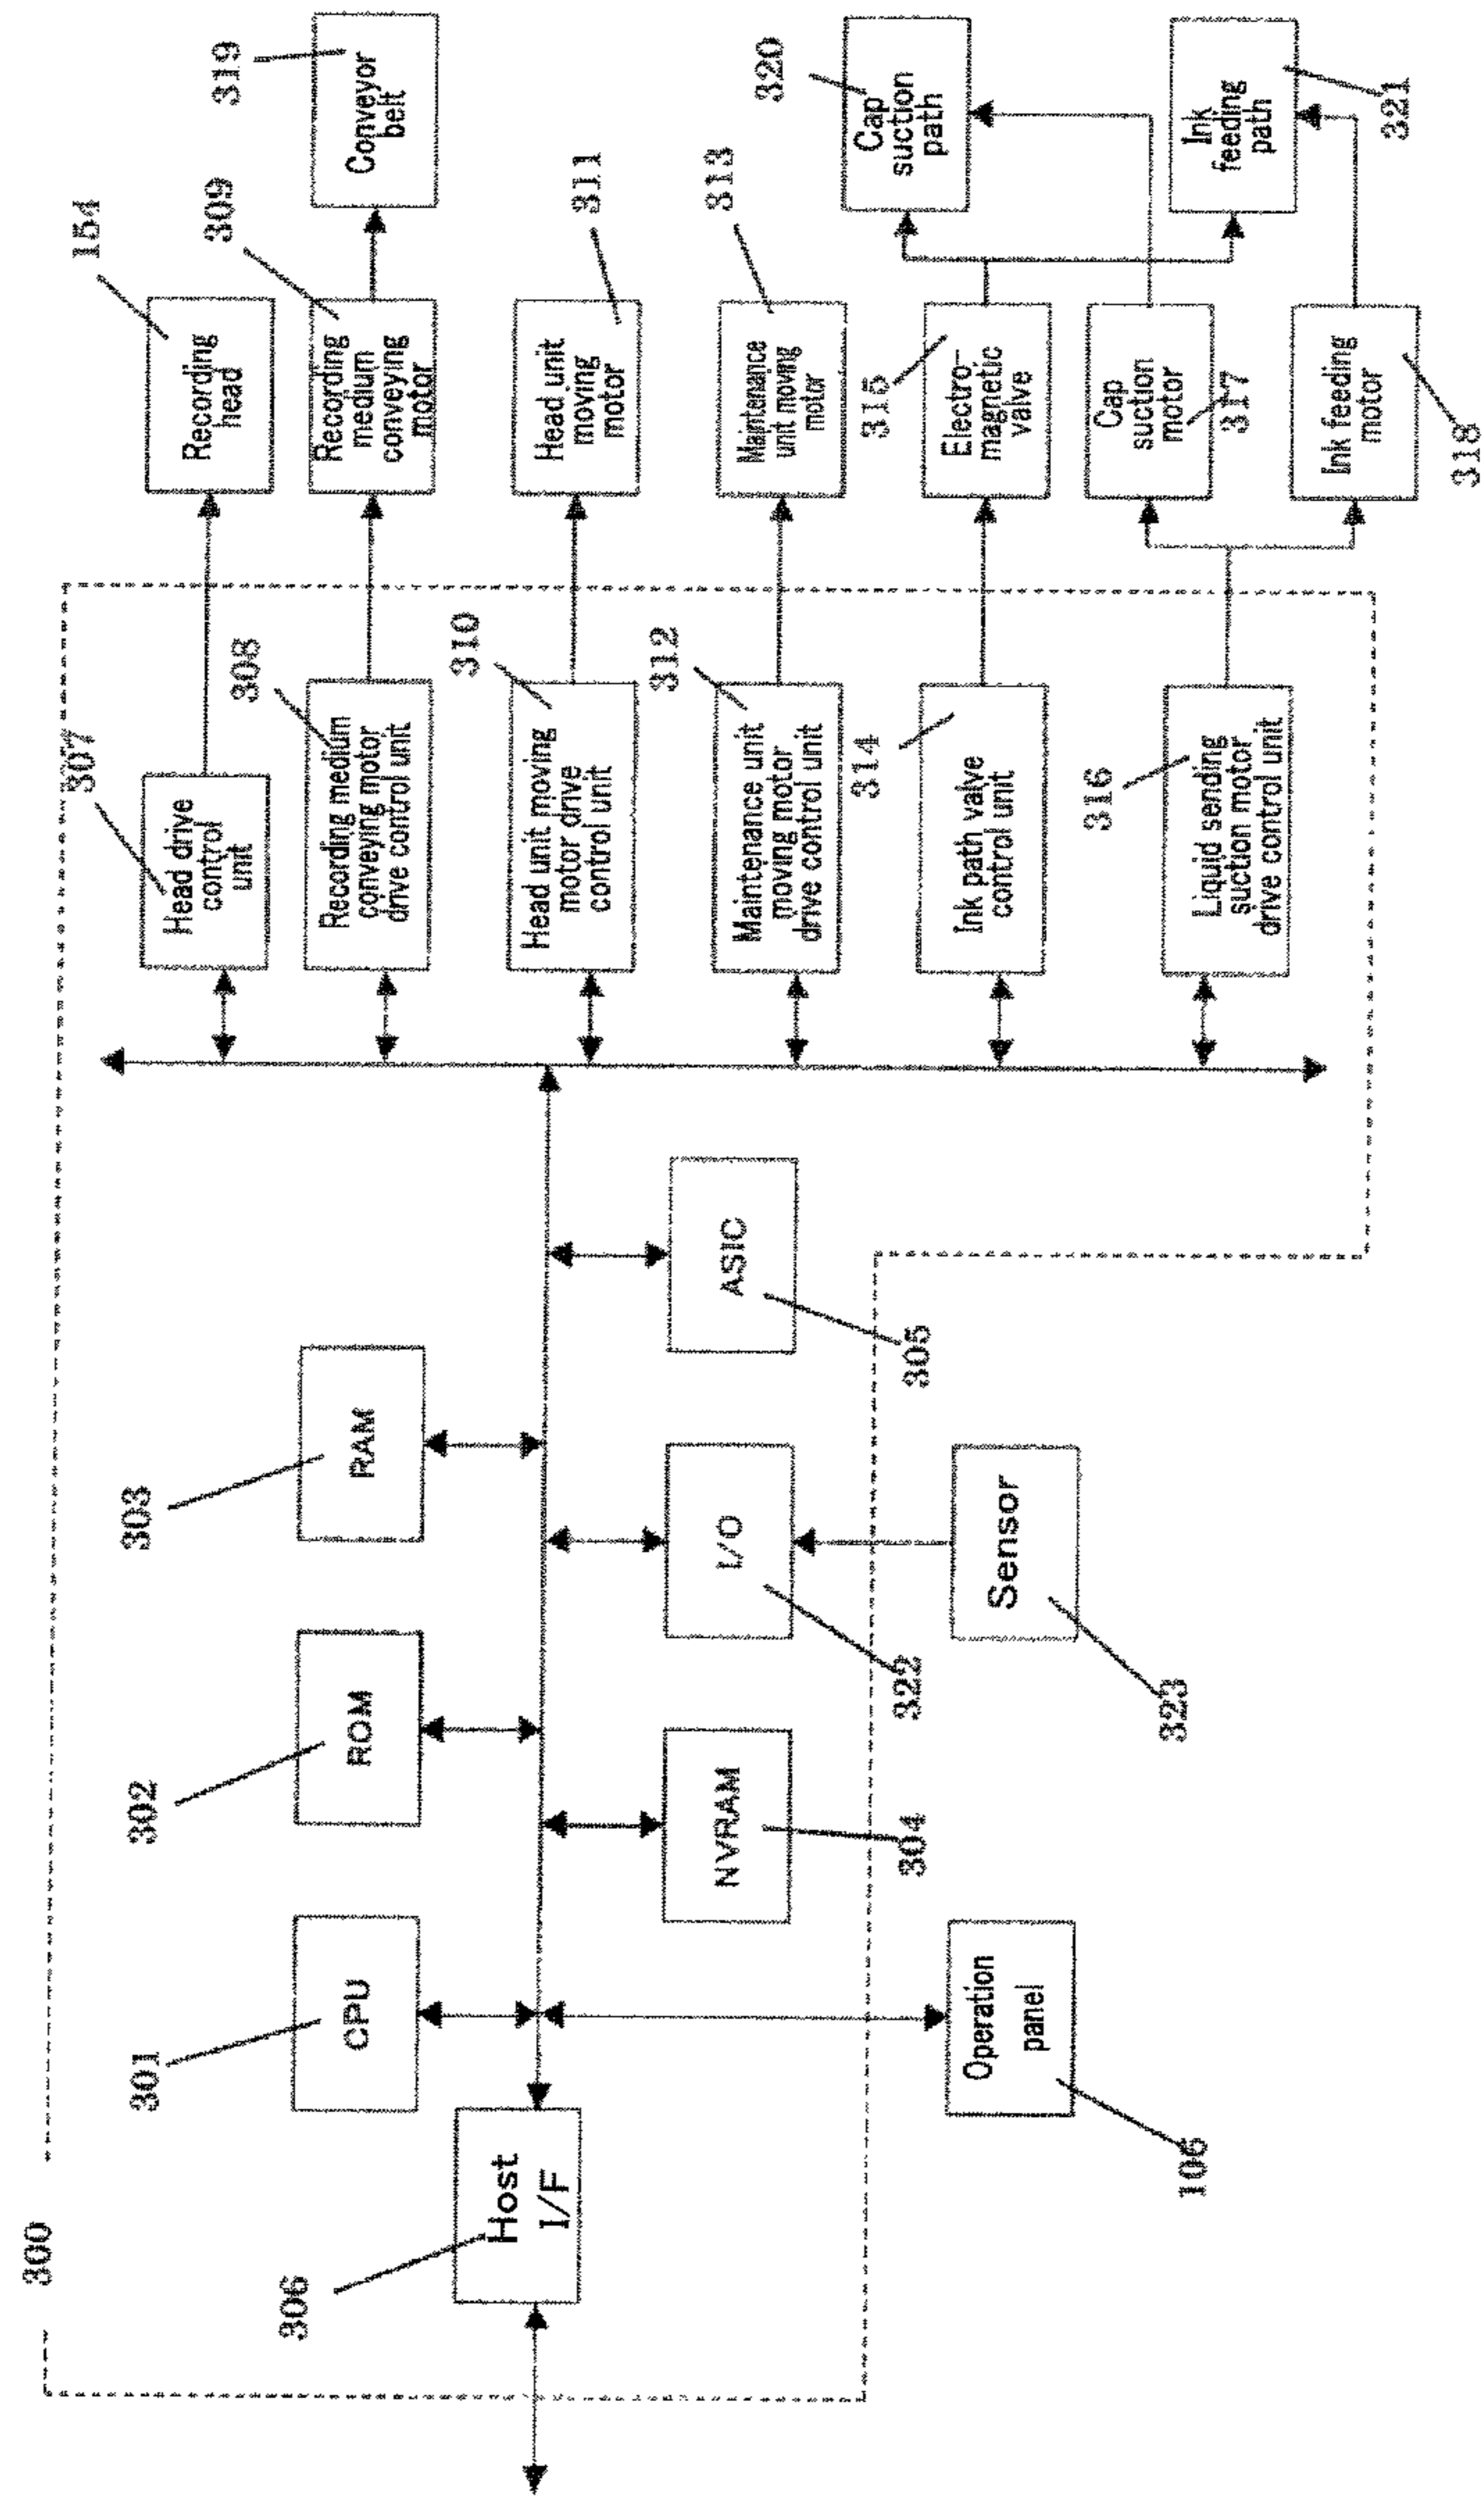 300
306
Host
I/F
301
CPU
302
ROM
303
RAM
NVRAM
304
I/O
322
ASIC
305
Operation
panel
106
Sensor
323
307
Head drive
control
unit
308
Recording medium
conveying motor
drive control unit
310
Head unit moving
motor drive
control unit
312
Maintenance unit
moving motor
drive control unit
314
Ink path valve
control unit
316
Liquid sending
suction motor
drive control unit
154
Recording
head
309
Recording
medium
conveying
motor
311
Head unit
moving
motor
313
Maintenance
unit moving
motor
315
Electro-
magnetic
valve
Cap
suction
motor
317
Ink feeding
motor
318
319
Conveyor
belt
320
Cap
suction
path
Ink
feeding
path
321